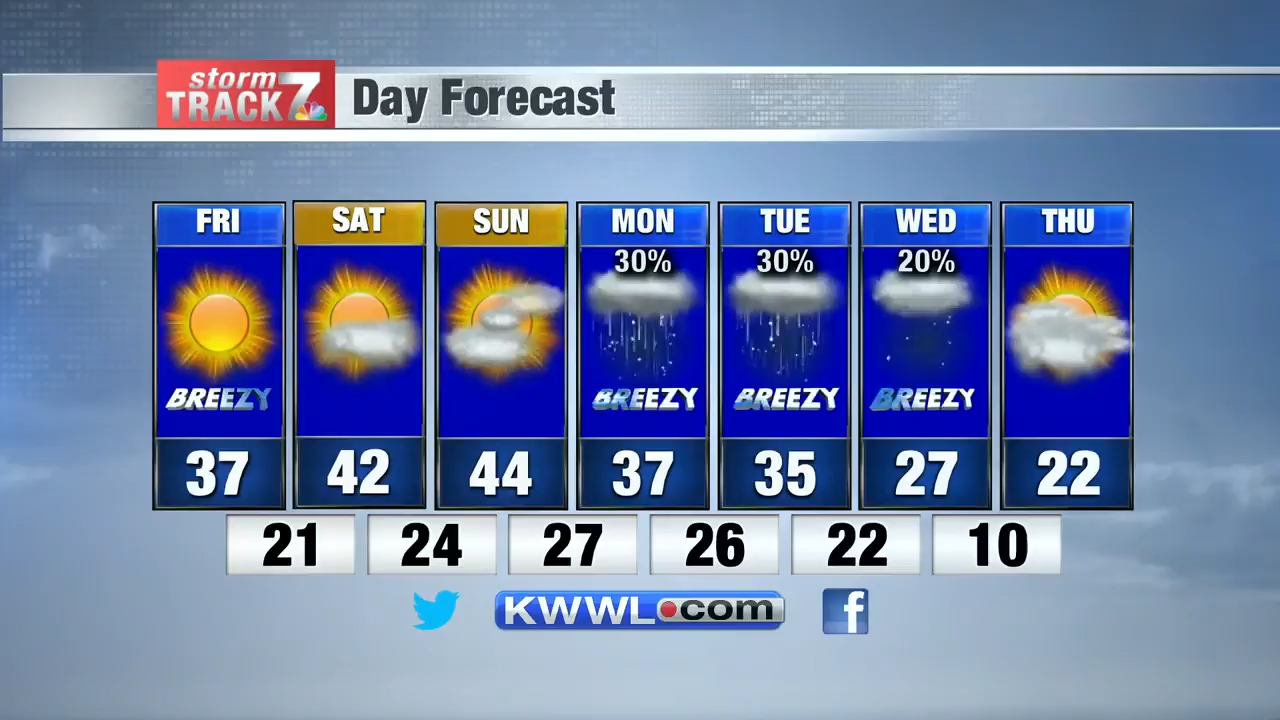 storm
TRACK 7 Day Forecast
FRI SAT SUN MON TUE WED THU
30% 30% 20%
BREEZY BREEZY BREEZY BREEZY
37 42 44 37 35 27 22
21 24 27 26 22 10
KWWL.com f